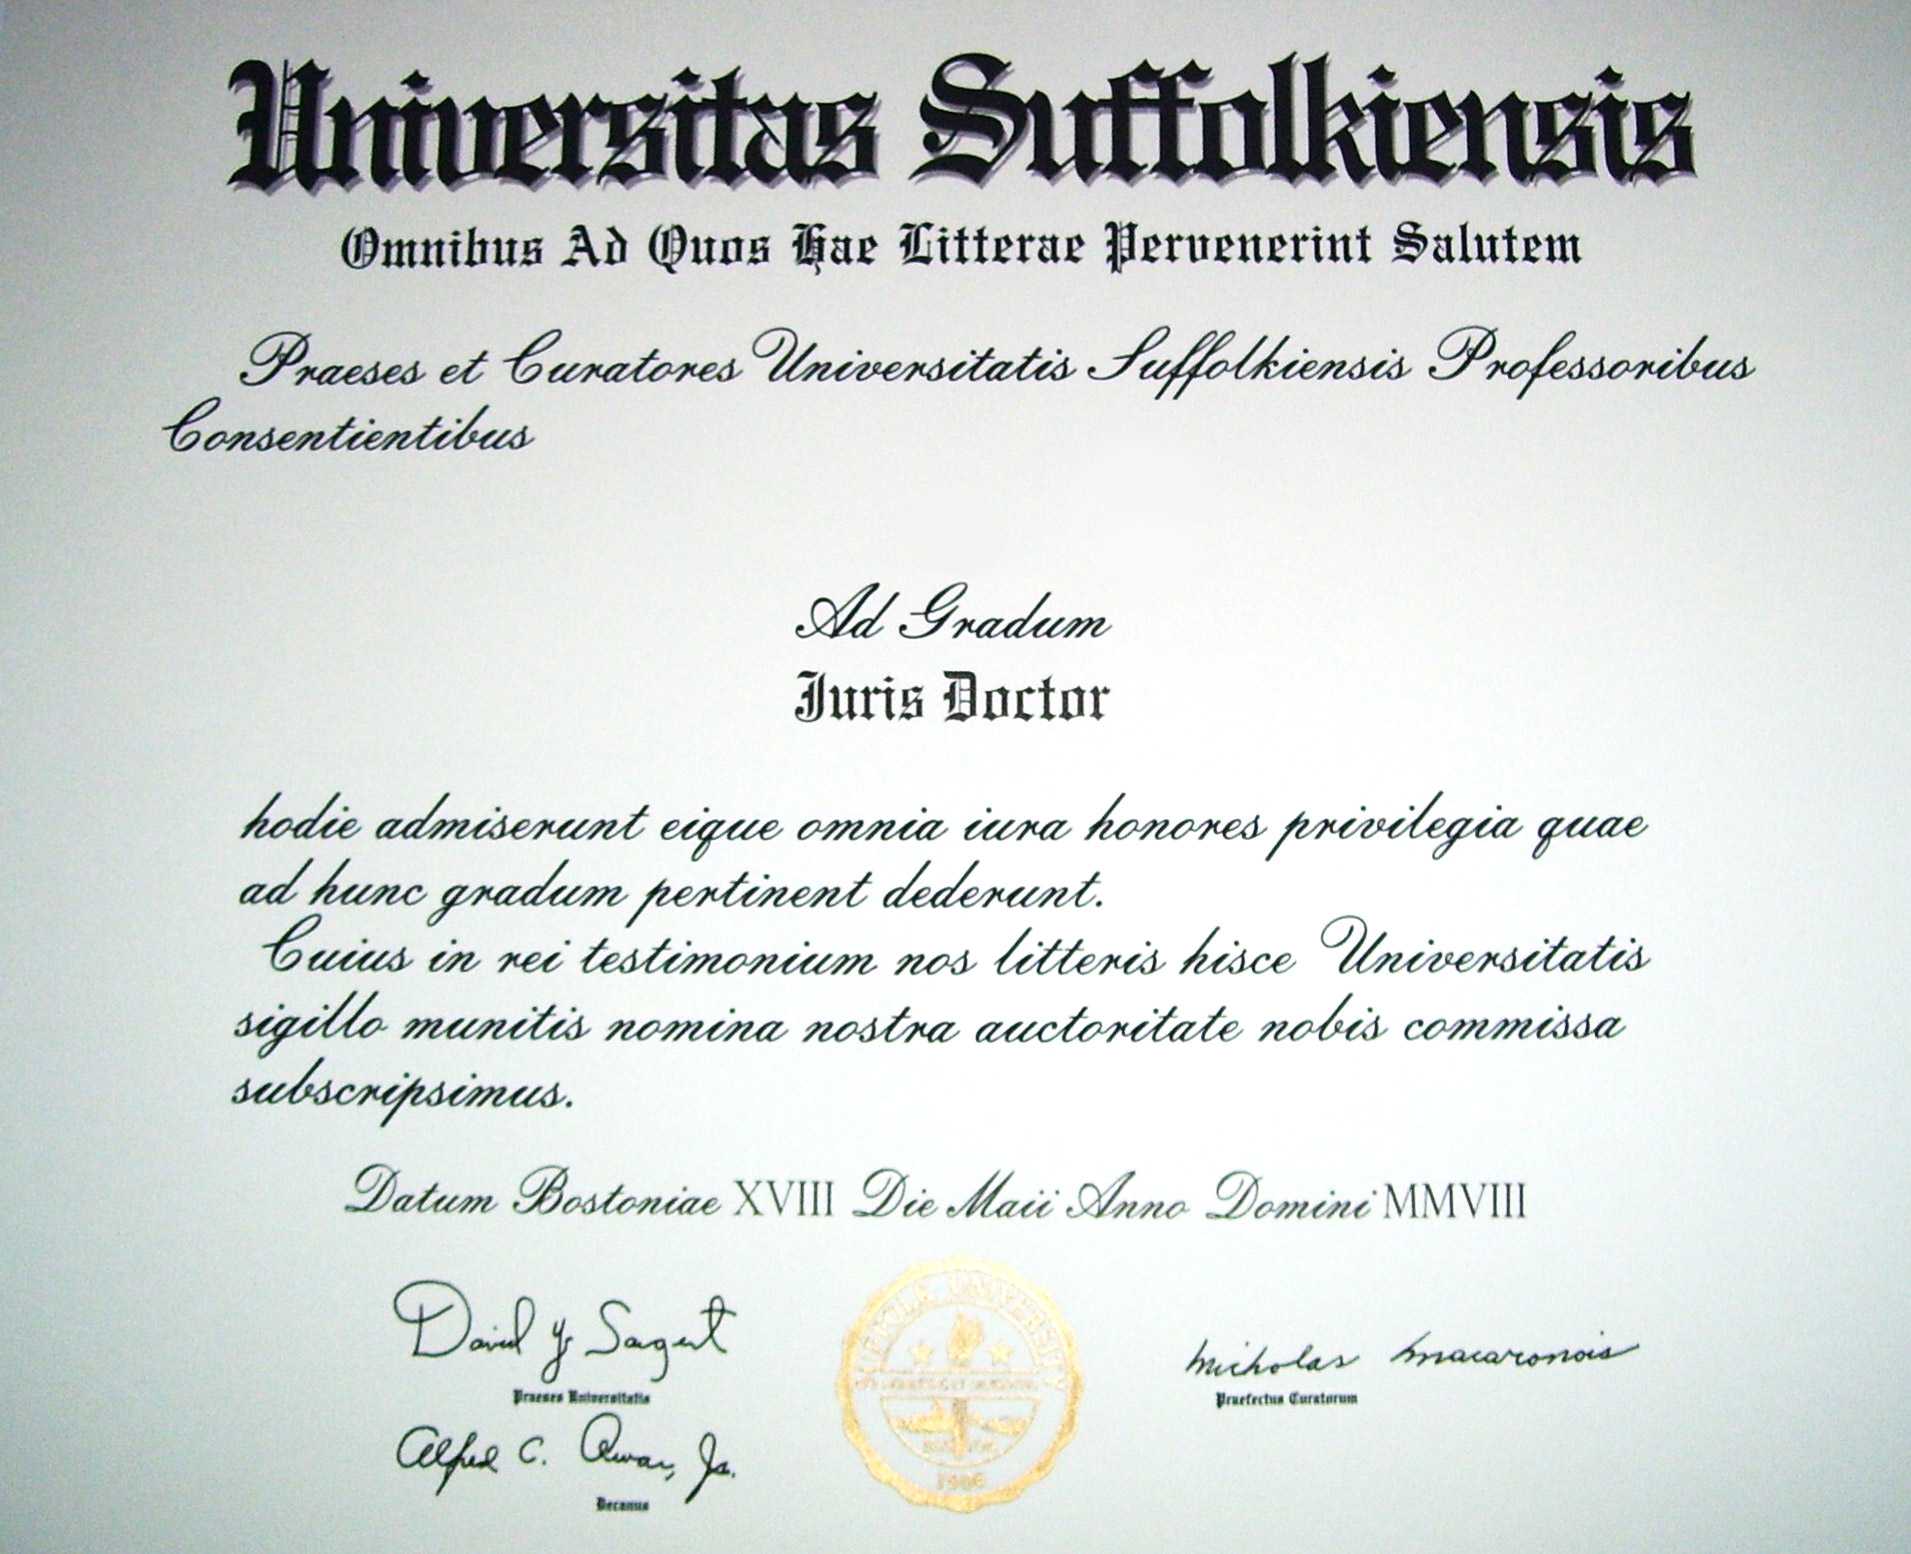 Universitas Suffolkiensis
Omnibus Ad Quos Hae Litterae Pervenerint Salutem
Praeses et Curatores Universitatis Suffolkiensis Professoribus
Consentientibus
Ad Gradum
Juris Doctor
hodie admiserunt eique omnia iura honores privilegia quae
ad hunc gradum pertinent dederunt.
Cuius in rei testimonium nos litteris hisce Universitatis
sigillo munitis nomina nostra auctoritate nobis commissa
subscripsimus.
Datum Bostoniae XVIII Die Maii Anno Domini MMVIII
David Sargent
Praeses Universitatis
Nicholas Macaronis
Praefectus Curatorum
Alfred C. Jr.
Decanus
SUFFOLK UNIVERSITY
1906